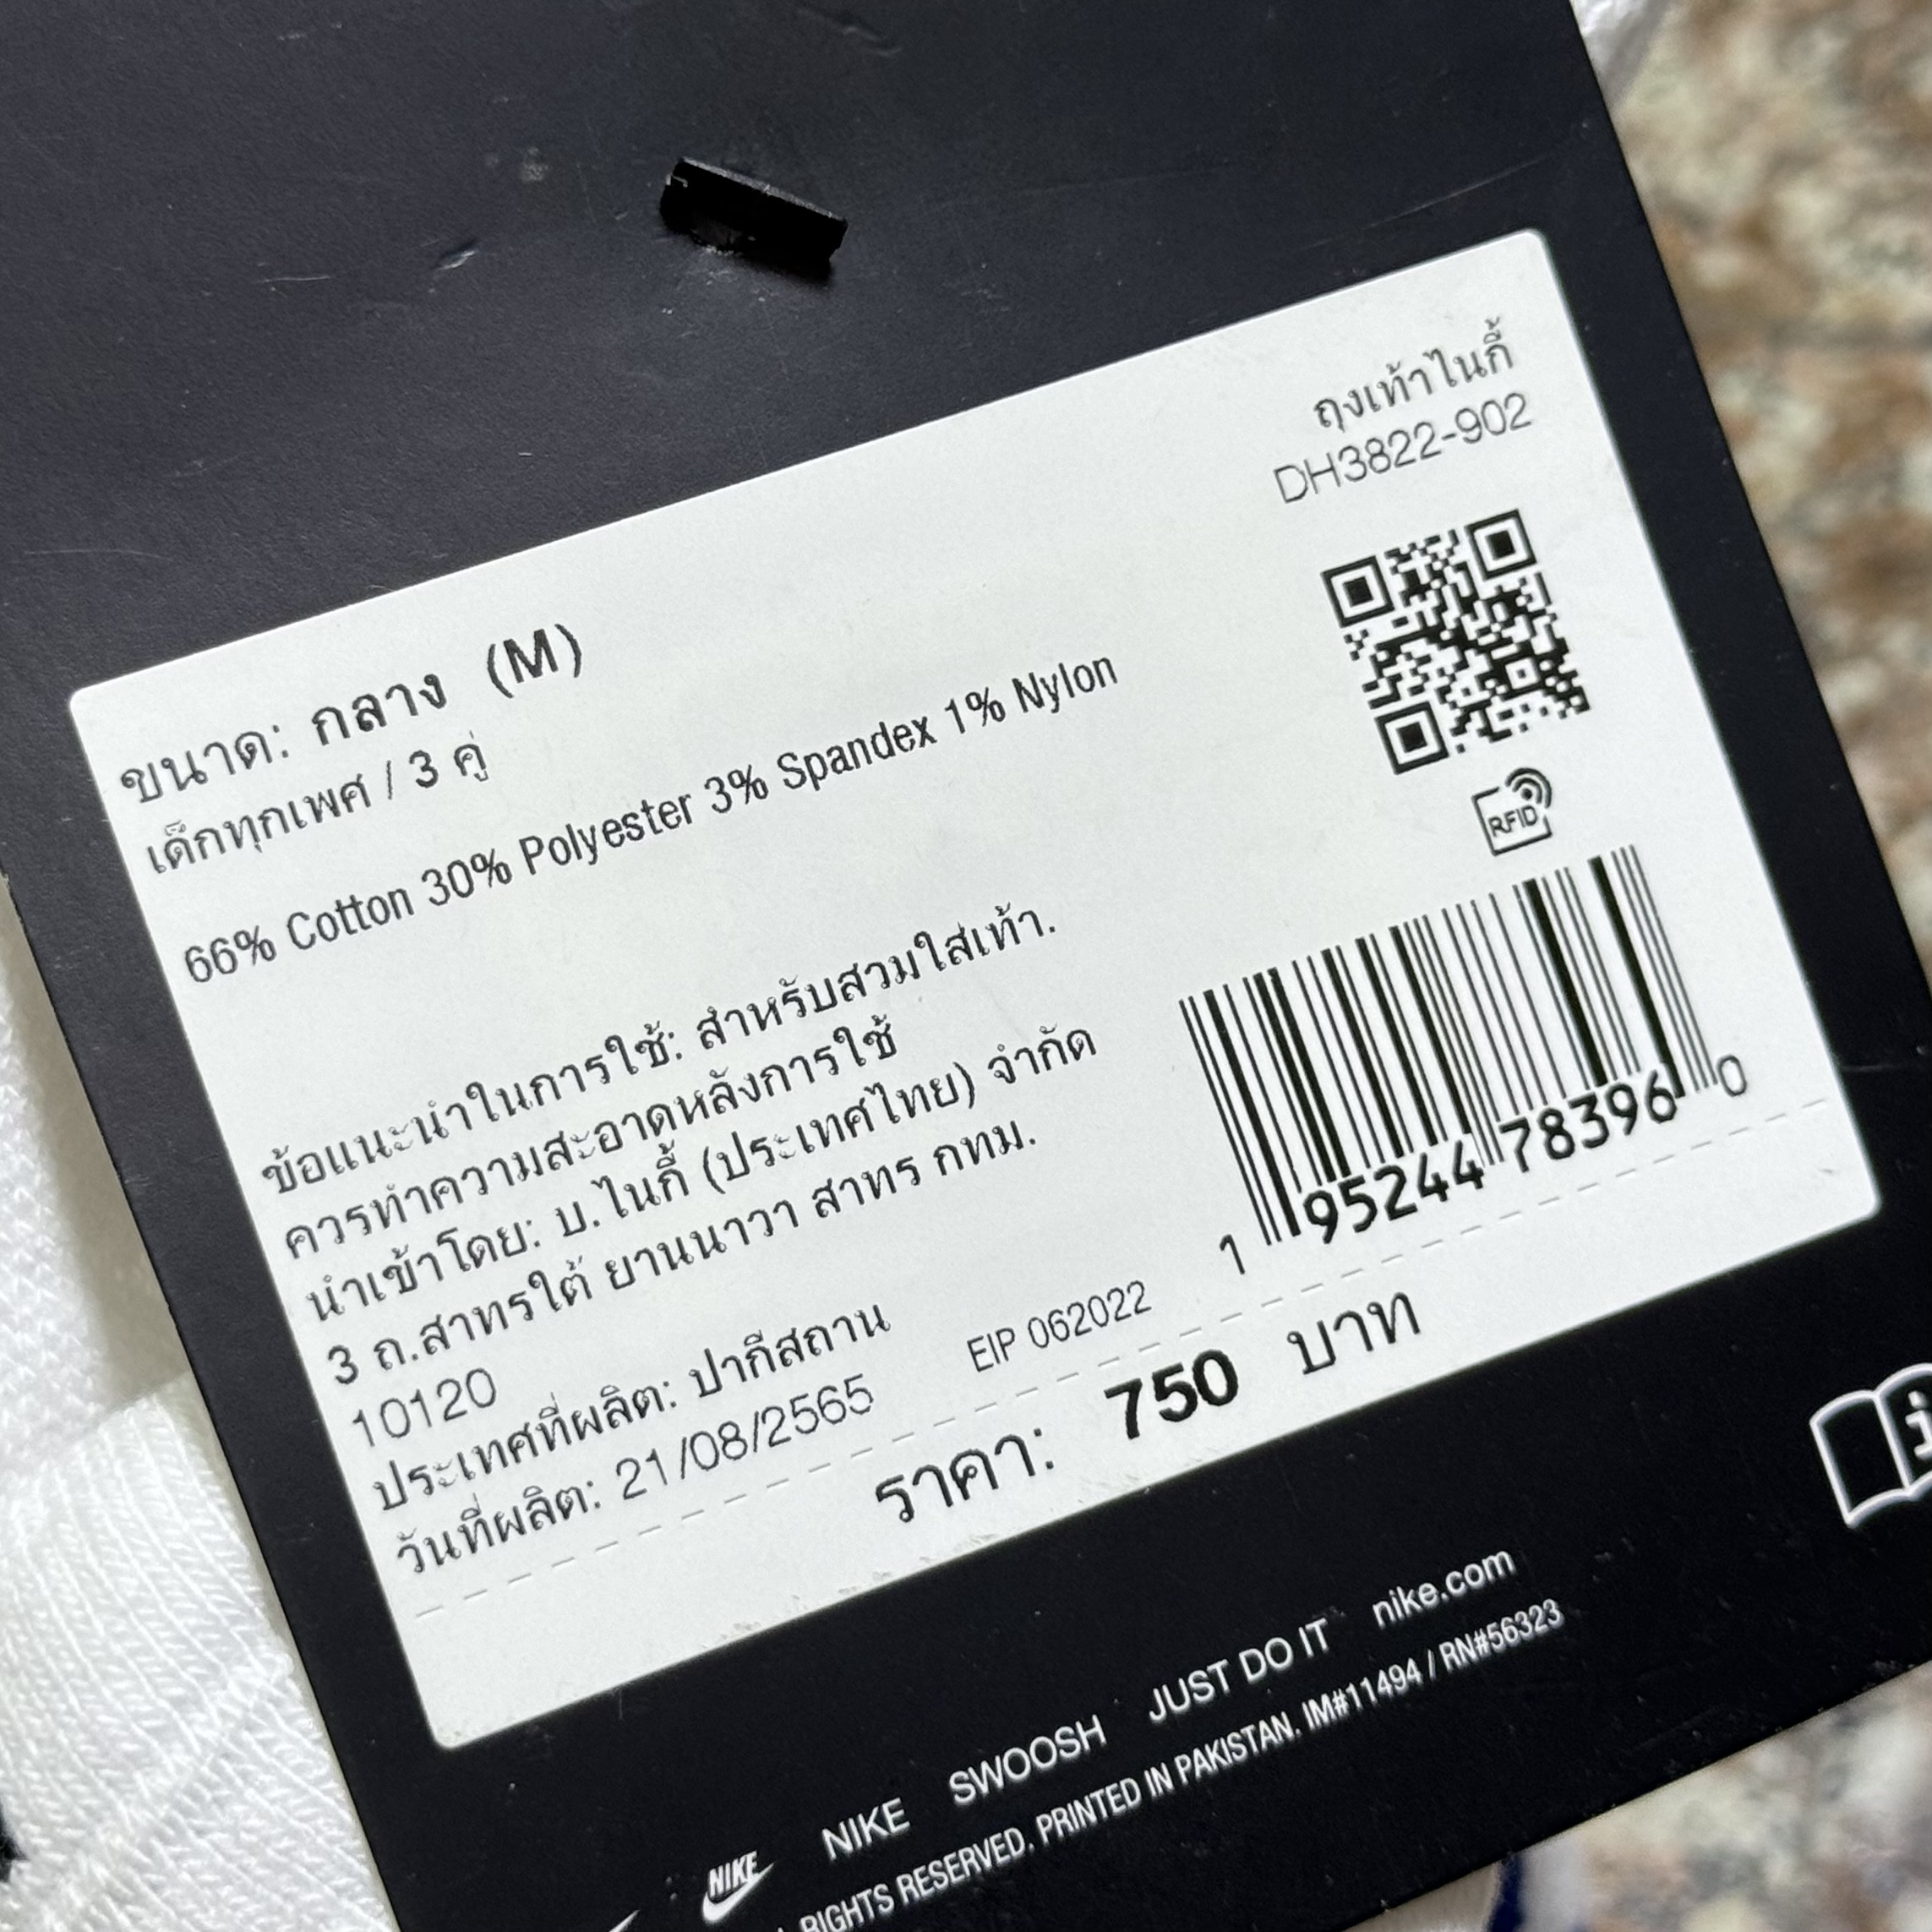 ถุงเท้าไนกี้
DH3822-902
ขนาด: กลาง (M)
เด็กทุกเพศ / 3 คู่
66% Cotton 30% Polyester 3% Spandex 1% Nylon
RFID
ข้อแนะนำในการใช้: สำหรับสวมใส่เท้า.
ควรทำความสะอาดหลังการใช้
นำเข้าโดย: บ.ไนกี้ (ประเทศไทย) จำกัด
3 ถ.สาทรใต้ ยานนาวา สาทร กทม.
10120
ประเทศที่ผลิต: ปากีสถาน
วันที่ผลิต: 21/08/2565
EIP 062022
1 95244 78396 0
ราคา: 750 บาท
NIKE NIKE SWOOSH JUST DO IT nike.com
RIGHTS RESERVED. PRINTED IN PAKISTAN. IM#11494 / RN#56323